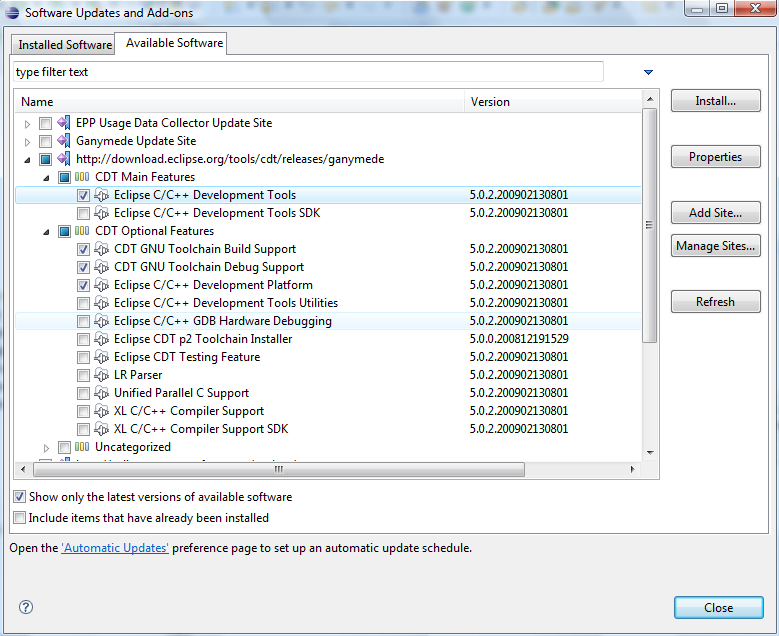 Software Updates and Add-ons
Installed Software Available Software
type filter text
Name Version
Install...
EPP Usage Data Collector Update Site
Ganymede Update Site
http://download.eclipse.org/tools/cdt/releases/ganymede
Properties
CDT Main Features
Eclipse C/C++ Development Tools 5.0.2.200902130801
Eclipse C/C++ Development Tools SDK 5.0.2.200902130801
Add Site...
CDT Optional Features
CDT GNU Toolchain Build Support 5.0.2.200902130801
Manage Sites...
CDT GNU Toolchain Debug Support 5.0.2.200902130801
Eclipse C/C++ Development Platform 5.0.2.200902130801
Eclipse C/C++ Development Tools Utilities 5.0.2.200902130801
Refresh
Eclipse C/C++ GDB Hardware Debugging 5.0.2.200902130801
Eclipse CDT p2 Toolchain Installer 5.0.0.200812191529
Eclipse CDT Testing Feature 5.0.2.200902130801
LR Parser 5.0.2.200902130801
Unified Parallel C Support 5.0.2.200902130801
XL C/C++ Compiler Support 5.0.2.200902130801
XL C/C++ Compiler Support SDK 5.0.2.200902130801
Uncategorized
Show only the latest versions of available software
Include items that have already been installed
Open the 'Automatic Updates' preference page to set up an automatic update schedule.
? Close